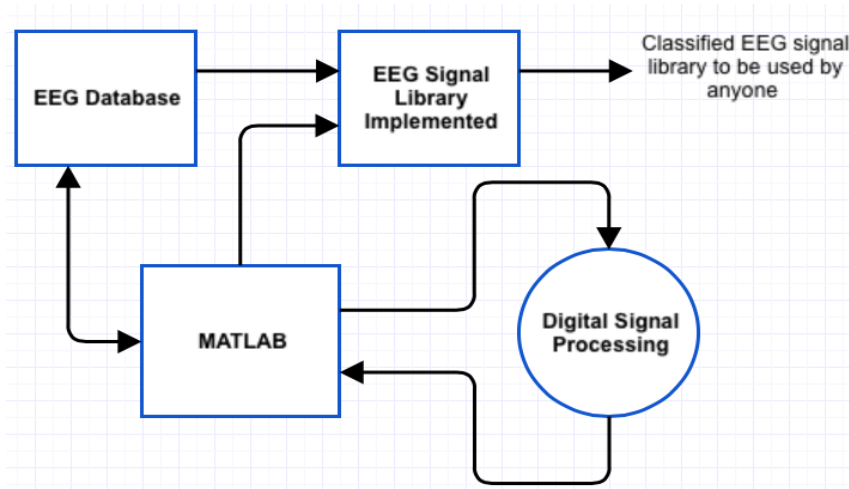 EEG Database
EEG Signal
Library
Implemented
Classified EEG signal
library to be used by
anyone
MATLAB
Digital Signal
Processing